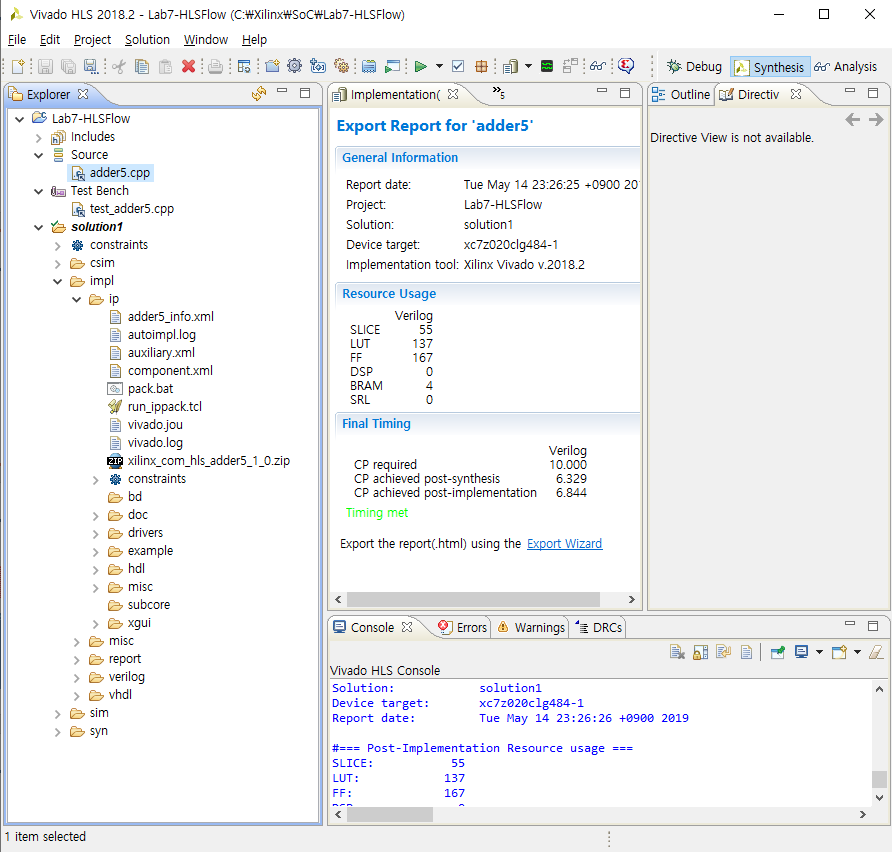 Vivado HLS 2018.2 - Lab7-HLSFlow (C:₩Xilinx₩SoC₩Lab7-HLSFlow)
File Edit Project Solution Window Help
Debug Synthesis Analysis
Explorer
Lab7-HLSFlow
Includes
Source
adder5.cpp
Test Bench
test_adder5.cpp
solution1
constraints
csim
impl
ip
adder5_info.xml
autoimpl.log
auxiliary.xml
component.xml
pack.bat
run_ippack.tcl
vivado.jou
vivado.log
ZIP xilinx_com_hls_adder5_1_0.zip
constraints
bd
doc
drivers
example
hdl
misc
subcore
xgui
misc
report
verilog
vhdl
sim
syn
Implementation( »5
Export Report for 'adder5'
General Information
Report date: Tue May 14 23:26:25 +0900 20
Project: Lab7-HLSFlow
Solution: solution1
Device target: xc7z020clg484-1
Implementation tool: Xilinx Vivado v.2018.2
Resource Usage
Verilog
SLICE 55
LUT 137
FF 167
DSP 0
BRAM 4
SRL 0
Final Timing
Verilog
CP required 10.000
CP achieved post-synthesis 6.329
CP achieved post-implementation 6.844
Timing met
Export the report(.html) using the Export Wizard
Outline Directiv
Directive View is not available.
Console Errors Warnings DRCs
Vivado HLS Console
Solution: solution1
Device target: xc7z020clg484-1
Report date: Tue May 14 23:26:26 +0900 2019
#=== Post-Implementation Resource usage ===
SLICE: 55
LUT: 137
FF: 167
1 item selected